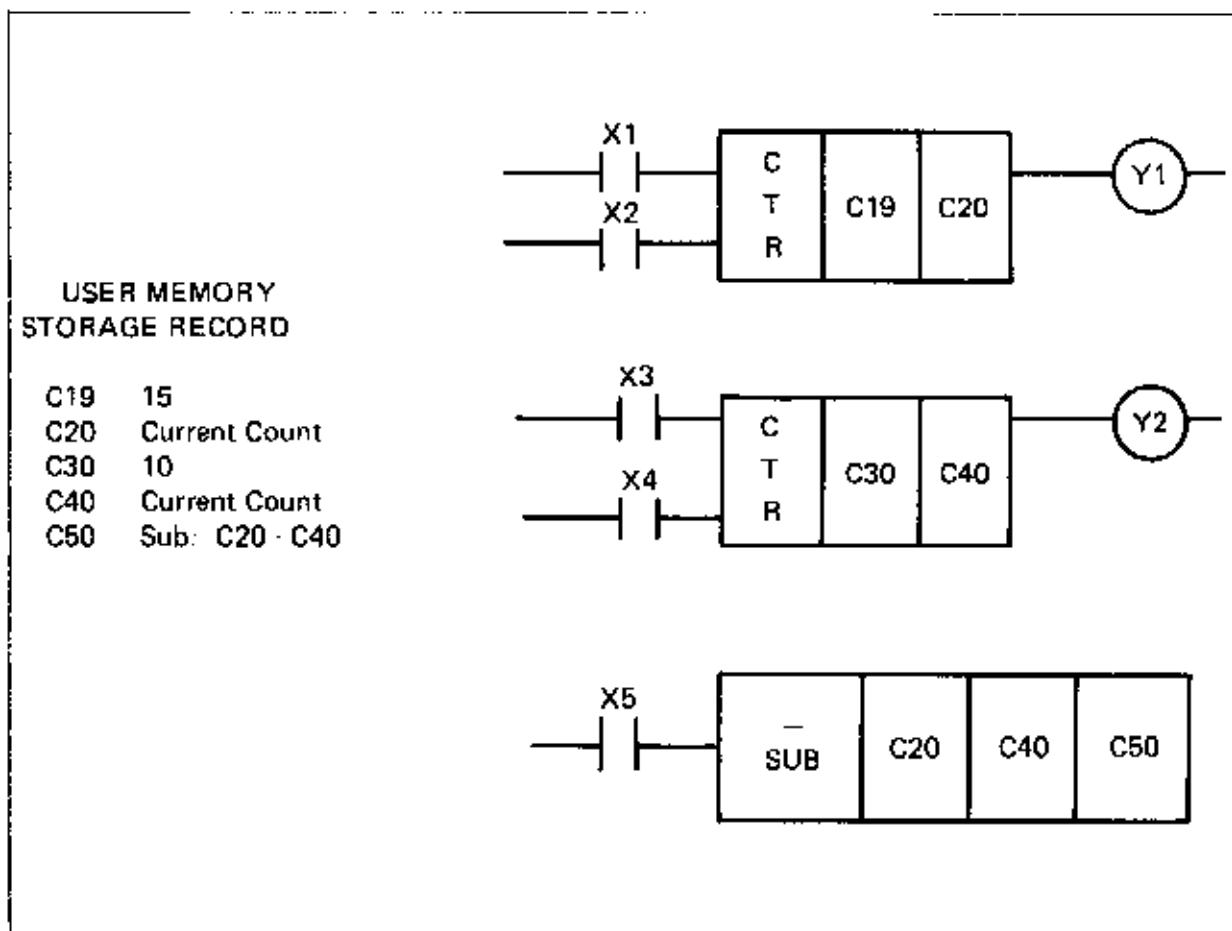 X1
C
T
R
C19
C20
Y1
X2
USER MEMORY
STORAGE RECORD
C19 15
C20 Current Count
C30 10
C40 Current Count
C50 Sub: C20 - C40
X3
C
T
R
C30
C40
Y2
X4
X5
—
SUB
C20
C40
C50